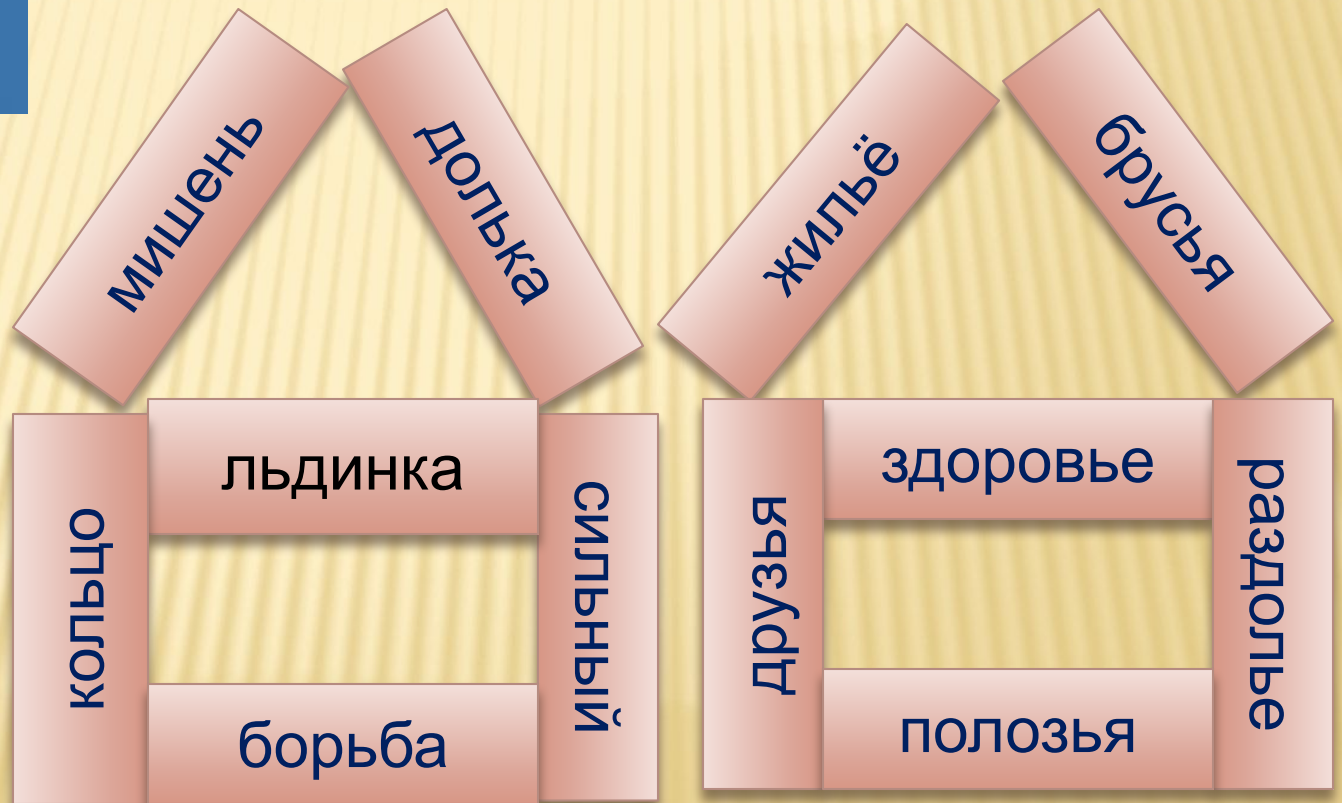 мишень
долька
кольцо
льдинка
сильный
борьба
жильё
брусья
друзья
здоровье
раздолье
полозья